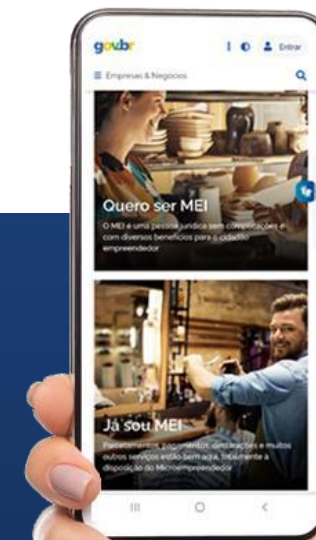 gov.br
Entrar
Empresas & Negócios
Quero ser MEI
O MEI é uma pessoa jurídica sem complicações e
com diversos benefícios para o cidadão
empreendedor
Já sou MEI
Parcelamentos, pagamentos, declarações e muitos
outros serviços estão bem aqui, totalmente à
disposição do Microempreendedor